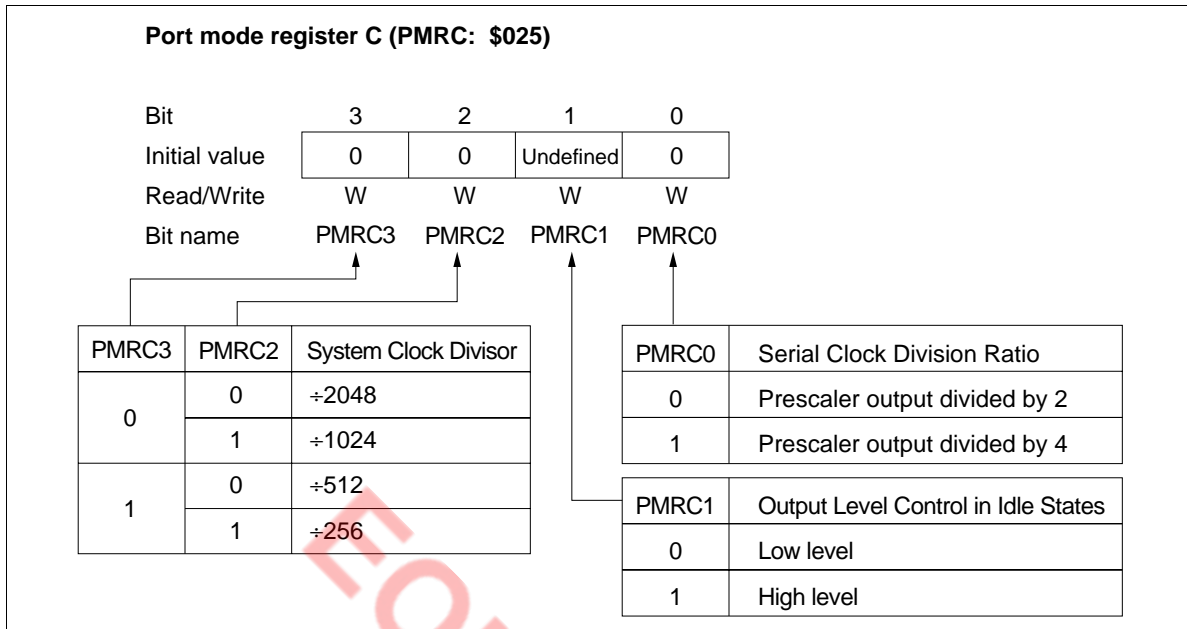 Port mode register C (PMRC: $025)
Bit 3 2 1 0
Initial value 0 0 Undefined 0
Read/Write W W W W
Bit name PMRC3 PMRC2 PMRC1 PMRC0
PMRC3 PMRC2 System Clock Divisor
0 0 ÷2048
1 ÷1024
1 0 ÷512
1 ÷256
PMRC0 Serial Clock Division Ratio
0 Prescaler output divided by 2
1 Prescaler output divided by 4
PMRC1 Output Level Control in Idle States
0 Low level
1 High level